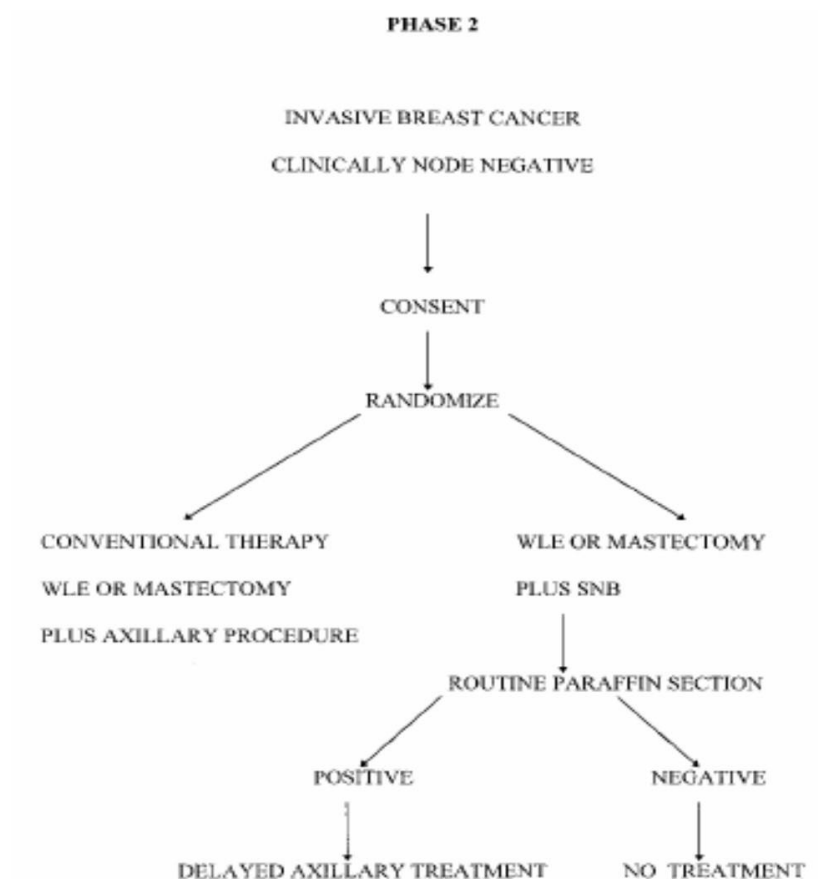 PHASE 2
INVASIVE BREAST CANCER
CLINICALLY NODE NEGATIVE
CONSENT
RANDOMIZE
CONVENTIONAL THERAPY
WLE OR MASTECTOMY
PLUS AXILLARY PROCEDURE
WLE OR MASTECTOMY
PLUS SNB
ROUTINE PARAFFIN SECTION
POSITIVE
NEGATIVE
DELAYED AXILLARY TREATMENT
NO TREATMENT